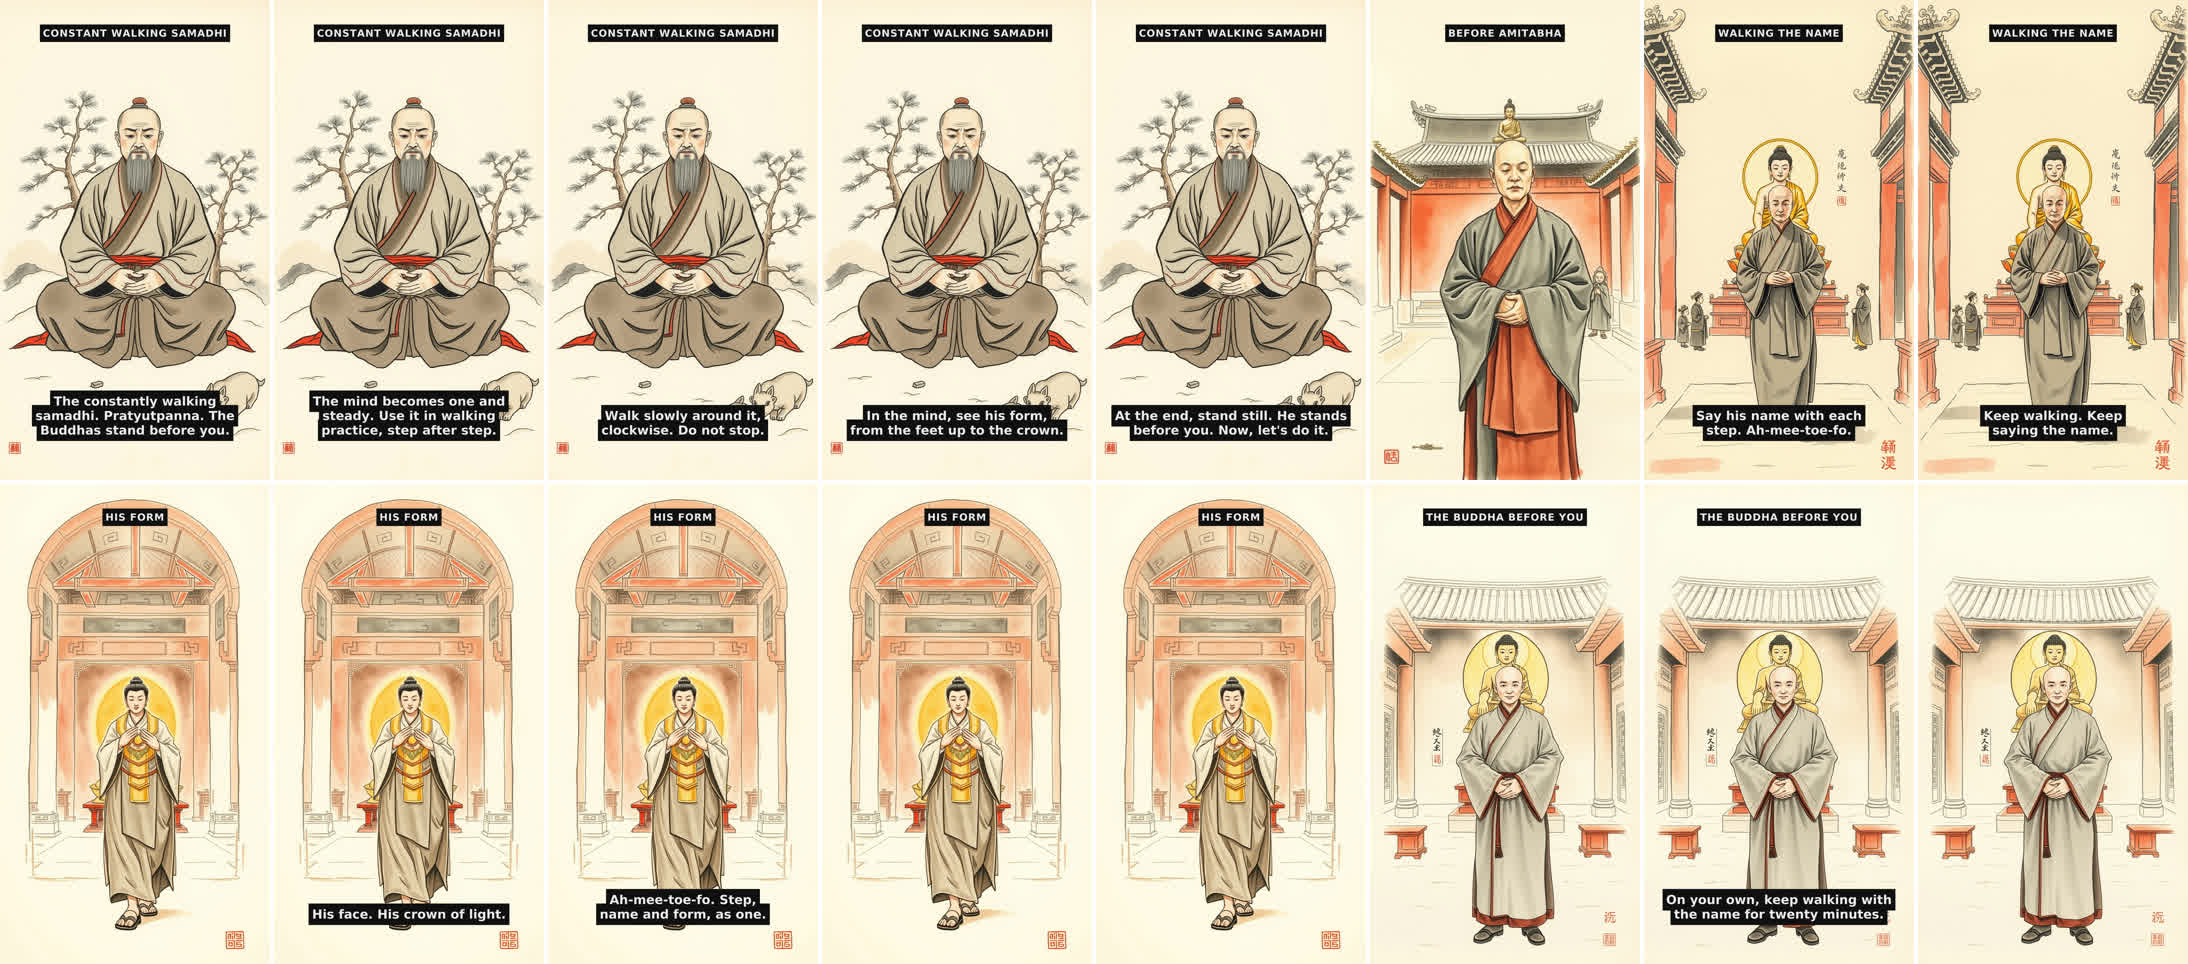 CONSTANT WALKING SAMADHI
The constantly walking
samadhi. Pratyutpanna. The
Buddhas stand before you.
CONSTANT WALKING SAMADHI
The mind becomes one and
steady. Use it in walking
practice, step after step.
CONSTANT WALKING SAMADHI
Walk slowly around it,
clockwise. Do not stop.
CONSTANT WALKING SAMADHI
In the mind, see his form,
from the feet up to the crown.
CONSTANT WALKING SAMADHI
At the end, stand still. He stands
before you. Now, let's do it.
BEFORE AMITABHA
WALKING THE NAME
Say his name with each
step. Ah-mee-toe-fo.
WALKING THE NAME
Keep walking. Keep
saying the name.
HIS FORM
HIS FORM
His face. His crown of light.
HIS FORM
Ah-mee-toe-fo. Step,
name and form, as one.
HIS FORM
HIS FORM
THE BUDDHA BEFORE YOU
THE BUDDHA BEFORE YOU
On your own, keep walking with
the name for twenty minutes.